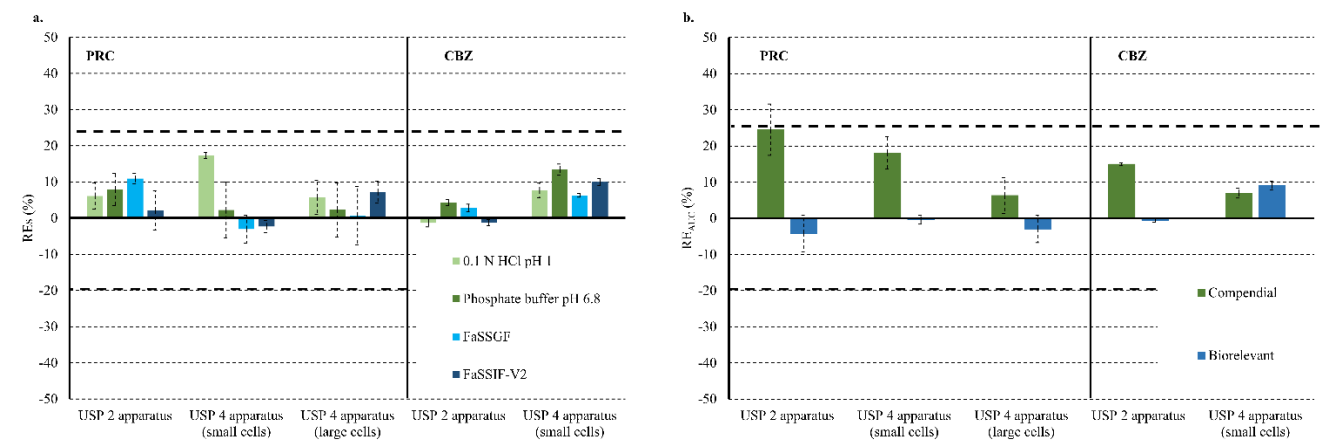 a.
50
40
30
20
10
0
-10
-20
-30
-40
-50
REs (%)
PRC
CBZ
0.1 N HCl pH 1
Phosphate buffer pH 6.8
FaSSGF
FaSSIF-V2
USP 2 apparatus
USP 4 apparatus
(small cells)
USP 4 apparatus
(large cells)
USP 2 apparatus
USP 4 apparatus
(small cells)
b.
50
40
30
20
10
0
-10
-20
-30
-40
-50
RE_AUC (%)
PRC
CBZ
Compendial
Biorelevant
USP 2 apparatus
USP 4 apparatus
(small cells)
USP 4 apparatus
(large cells)
USP 2 apparatus
USP 4 apparatus
(small cells)